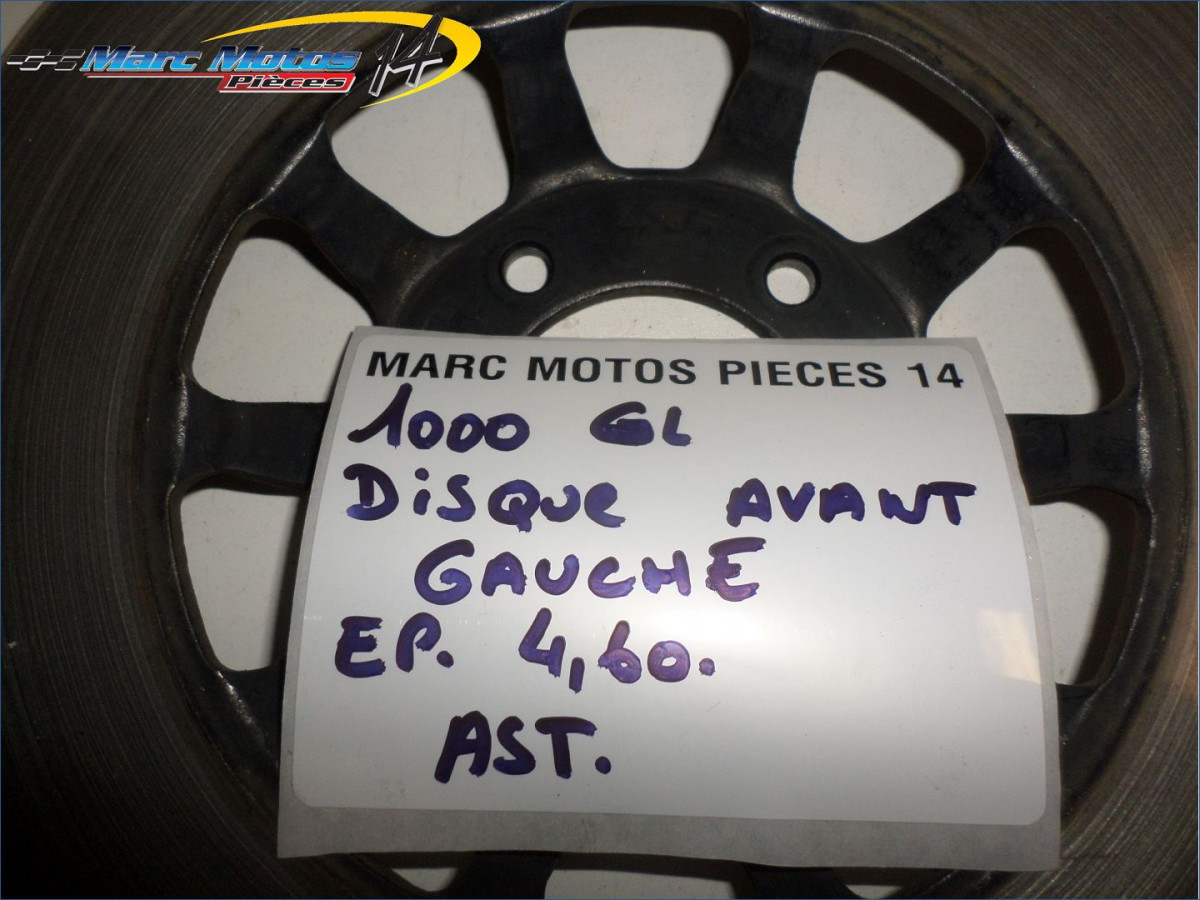 Marc Motos 14
Pièces
MARC MOTOS PIECES 14
1000 GL
DisQue AVANT
GAUCHE
EP. 4,60.
AST.